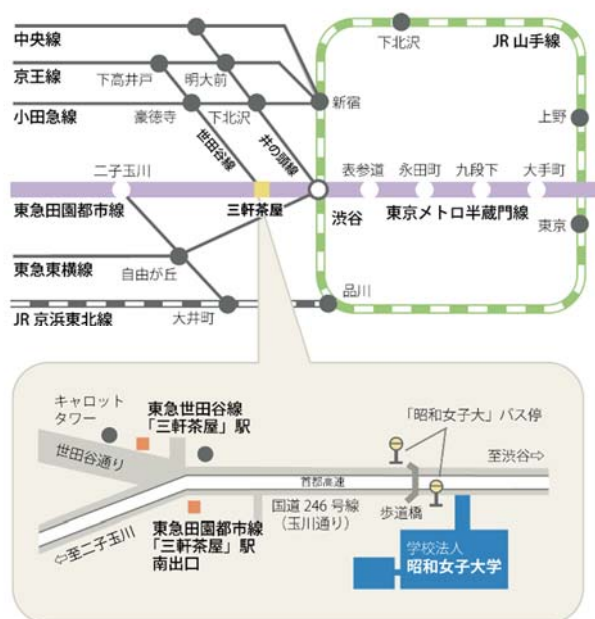 中央線
下北沢
JR 山手線
京王線
下高井戸
明大前
新宿
小田急線
豪徳寺
下北沢
上野
世田谷線
井の頭線
二子玉川
表参道
永田町
九段下
大手町
東急田園都市線
三軒茶屋
渋谷
東京メトロ半蔵門線
東京
東急東横線
自由が丘
品川
JR 京浜東北線
大井町
キャロット
タワー
東急世田谷線
「三軒茶屋」駅
「昭和女子大」バス停
世田谷通り
至渋谷⇨
首都高速
国道 246 号線
(玉川通り)
歩道橋
⇦至二子玉川
東急田園都市線
「三軒茶屋」駅
南出口
学校法人
昭和女子大学